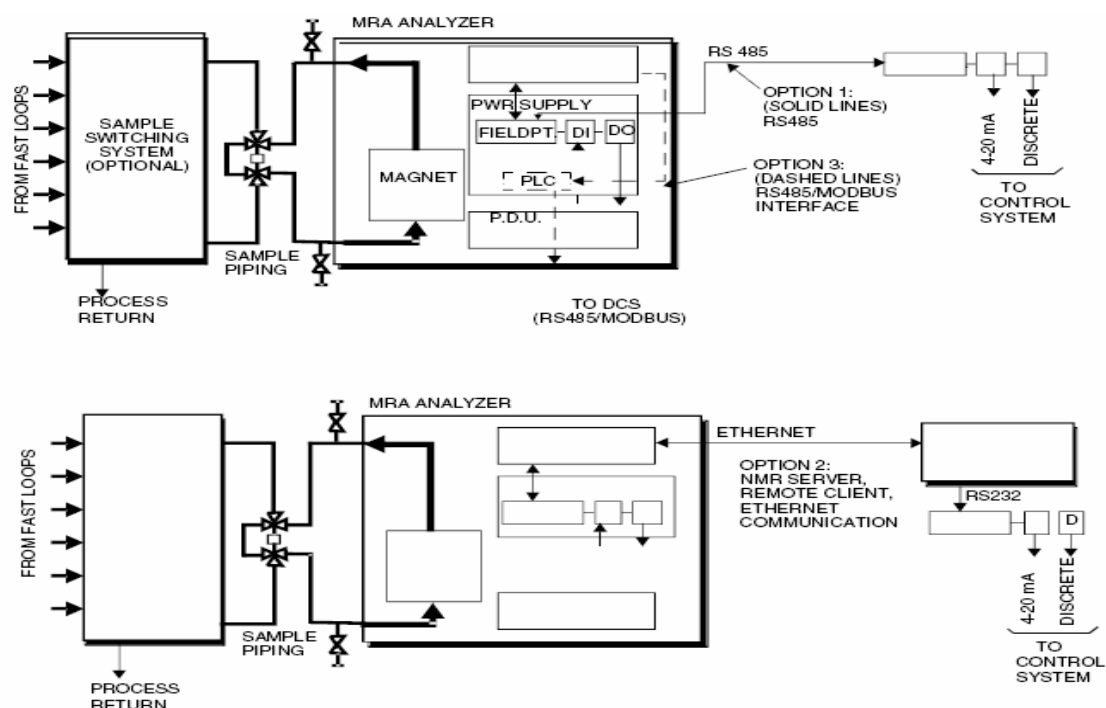 MRA ANALYZER
FROM FAST LOOPS
SAMPLE
SWITCHING
SYSTEM
(OPTIONAL)
PROCESS
RETURN
SAMPLE
PIPING
MAGNET
PWR SUPPLY
FIELDPT.
DI
DO
PLC
P.D.U.
RS 485
OPTION 1:
(SOLID LINES)
RS485
OPTION 3:
(DASHED LINES)
RS485/MODBUS
INTERFACE
4-20 mA
DISCRETE
TO
CONTROL
SYSTEM
TO DCS
(RS485/MODBUS)
MRA ANALYZER
FROM FAST LOOPS
PROCESS
RETURN
SAMPLE
PIPING
ETHERNET
OPTION 2:
NMR SERVER,
REMOTE CLIENT,
ETHERNET
COMMUNICATION
RS232
D
4-20 mA
DISCRETE
TO
CONTROL
SYSTEM